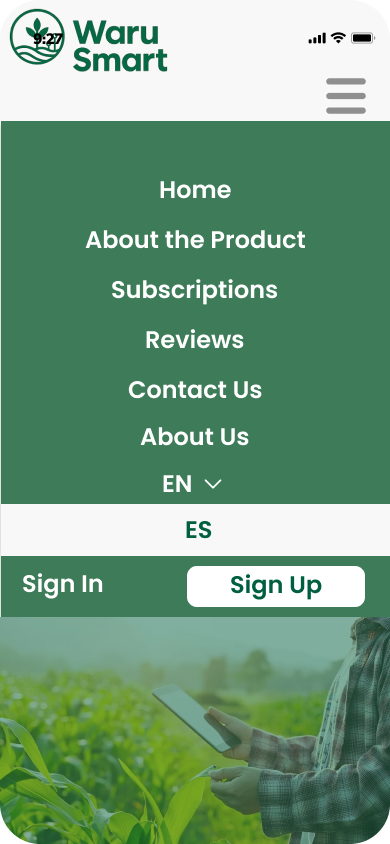 9:27
Waru
Smart
Home
About the Product
Subscriptions
Reviews
Contact Us
About Us
EN
ES
Sign In
Sign Up